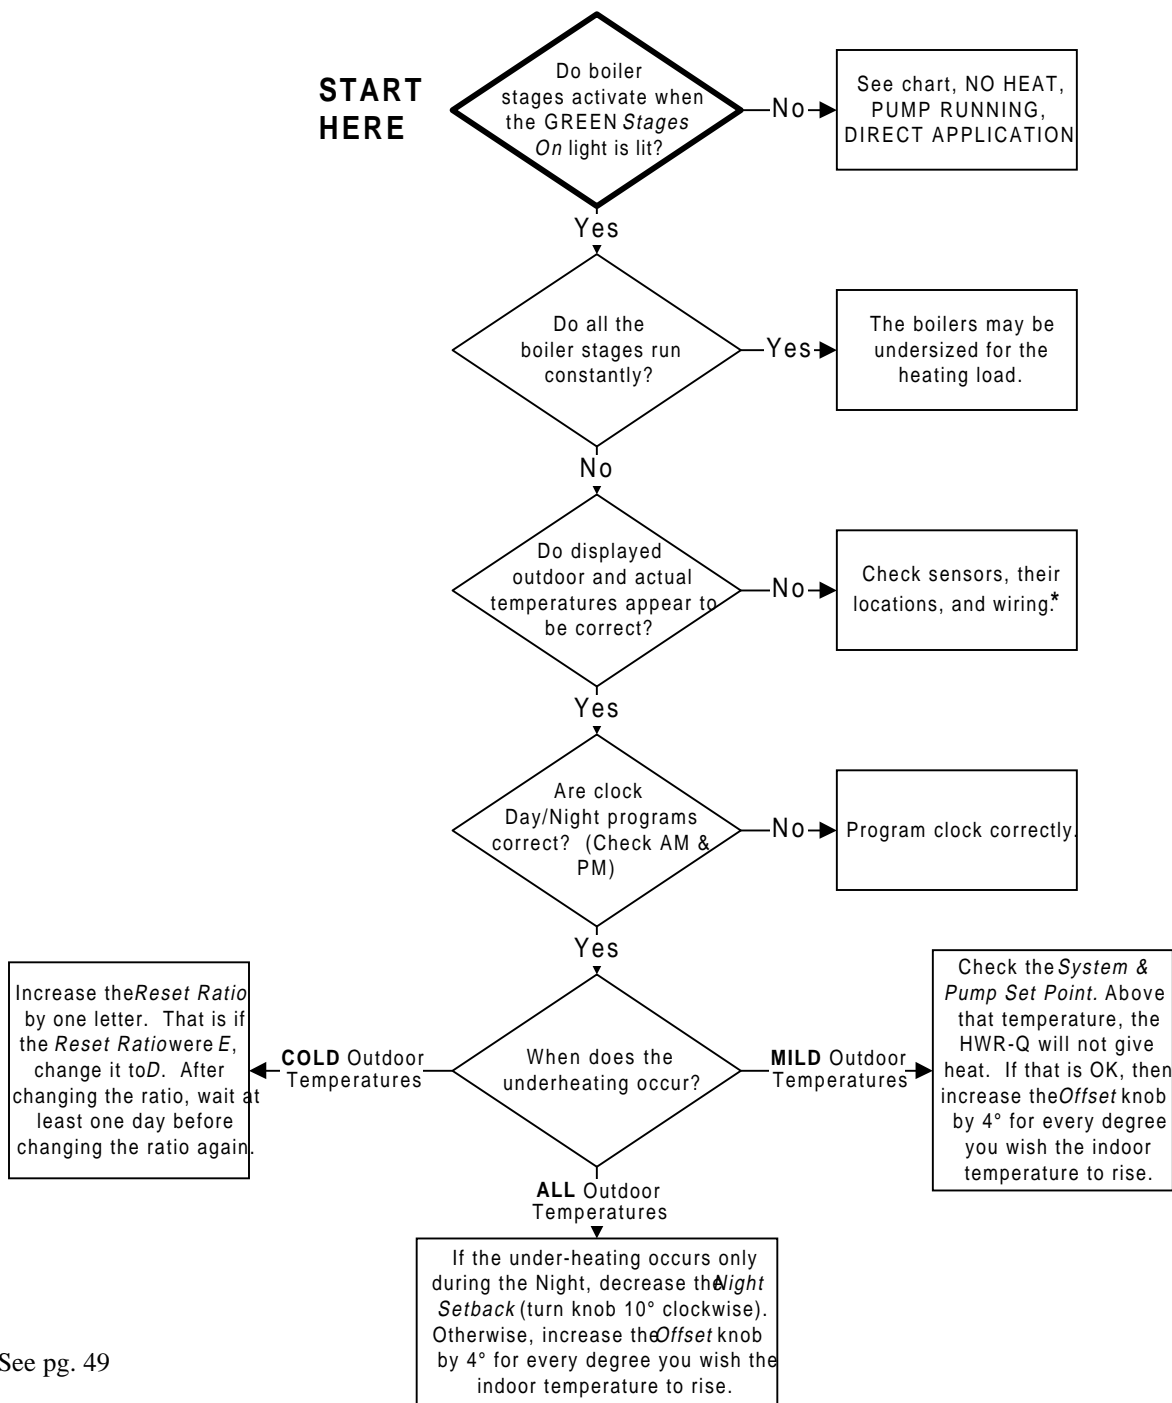 START
HERE
Do boiler
stages activate when
the GREEN Stages
On light is lit?
No
See chart, NO HEAT,
PUMP RUNNING,
DIRECT APPLICATION
Yes
Do all the
boiler stages run
constantly?
Yes
The boilers may be
undersized for the
heating load.
No
Do displayed
outdoor and actual
temperatures appear to
be correct?
No
Check sensors, their
locations, and wiring.*
Yes
Are clock
Day/Night programs
correct? (Check AM &
PM)
No
Program clock correctly.
Yes
When does the
underheating occur?
COLD Outdoor
Temperatures
Increase the Reset Ratio
by one letter. That is if
the Reset Ratio were E,
change it to D. After
changing the ratio, wait at
least one day before
changing the ratio again.
MILD Outdoor
Temperatures
Check the System &
Pump Set Point. Above
that temperature, the
HWR-Q will not give
heat. If that is OK, then
increase the Offset knob
by 4° for every degree
you wish the indoor
temperature to rise.
ALL Outdoor
Temperatures
If the under-heating occurs only
during the Night, decrease the Night
Setback (turn knob 10° clockwise).
Otherwise, increase the Offset knob
by 4° for every degree you wish the
indoor temperature to rise.
See pg. 49